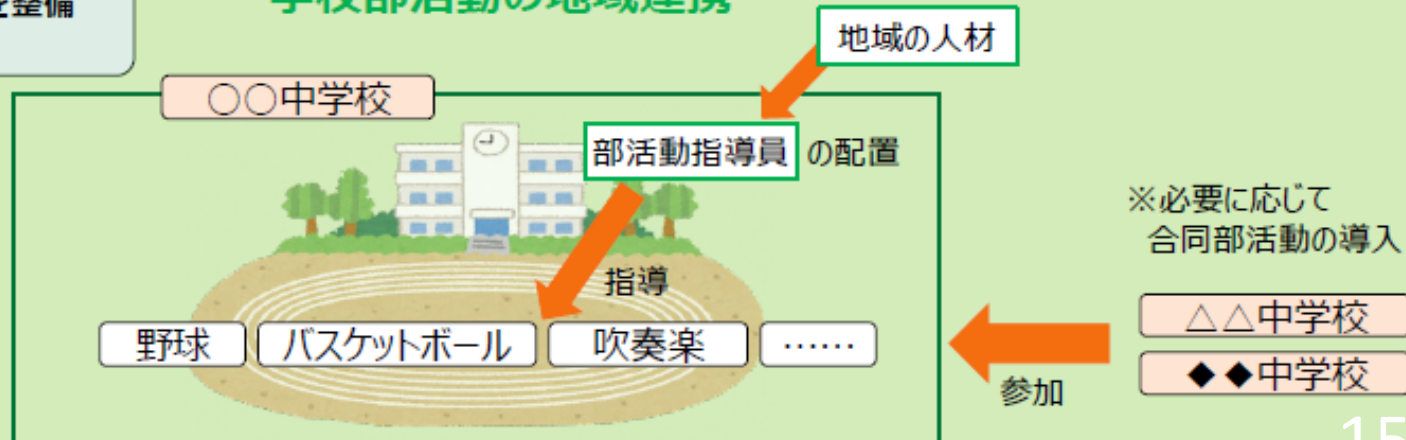 を整備
学校部活動の地域連携
地域の人材
○○中学校
部活動指導員 の配置
※必要に応じて
合同部活動の導入
指導
野球 バスケットボール 吹奏楽 ……
△△中学校
◆◆中学校
参加
15